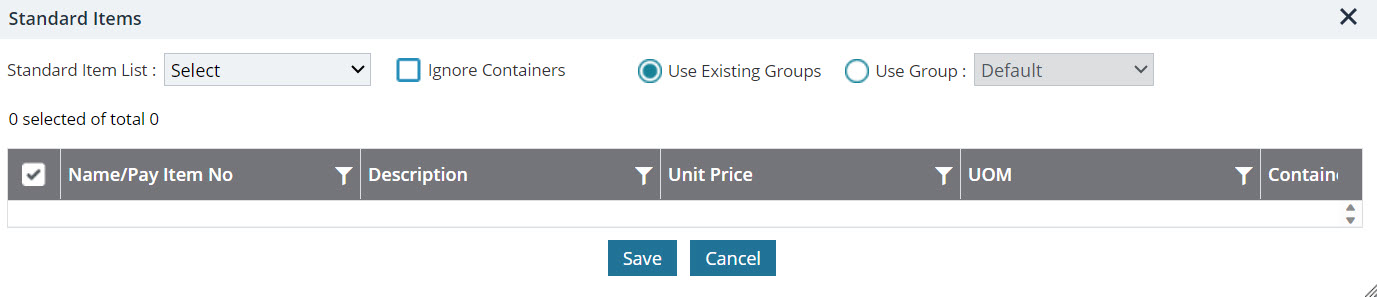 Standard Items
Standard Item List : Select Ignore Containers Use Existing Groups Use Group : Default
0 selected of total 0
Name/Pay Item No Description Unit Price UOM Contain
Save Cancel